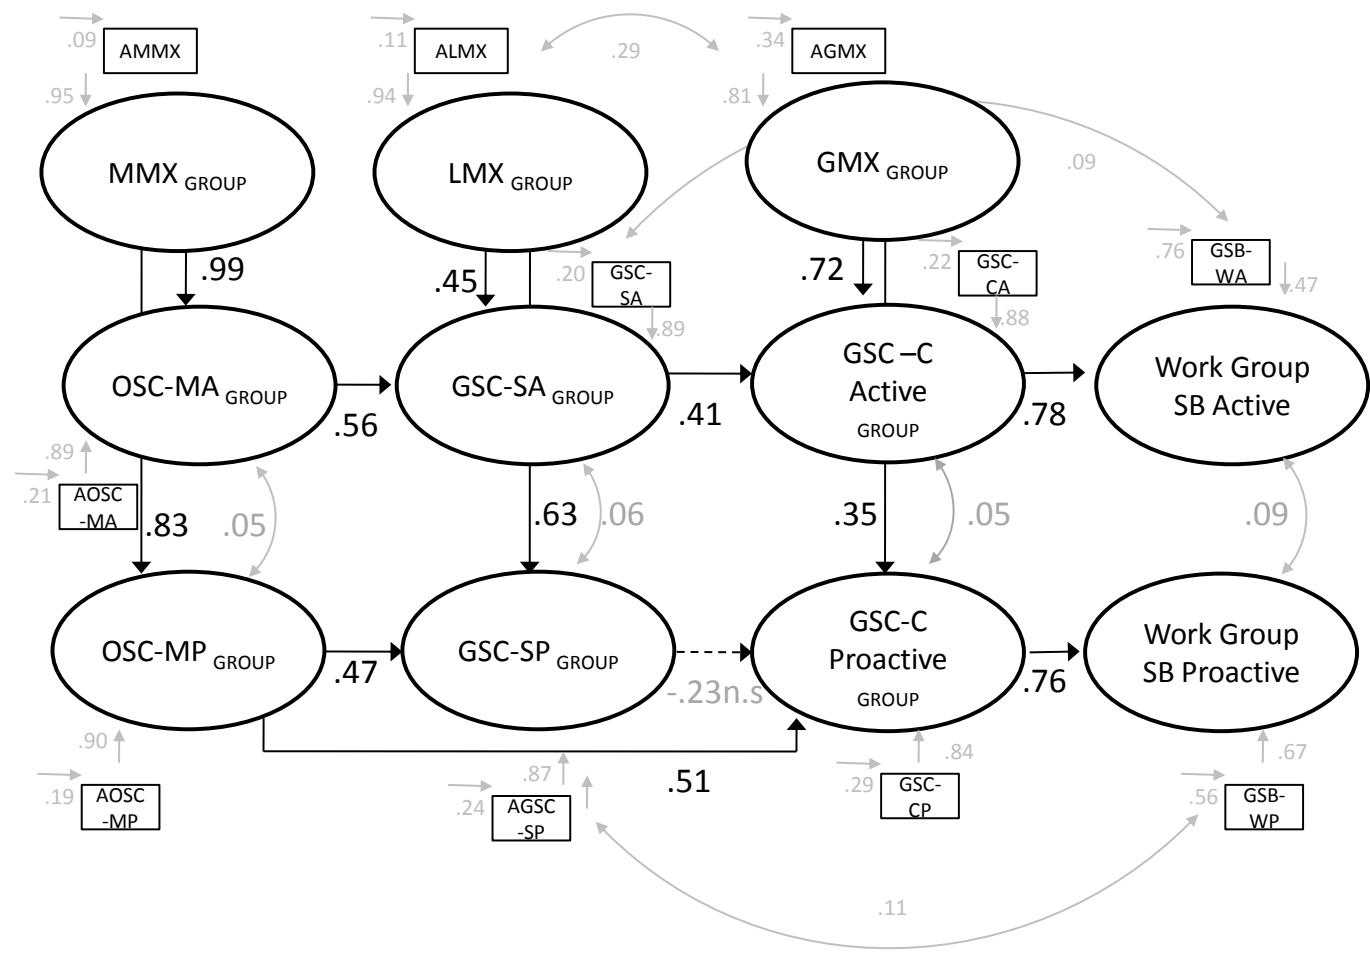 .09
AMMX
.11
ALMX
.29
.34
AGMX
.95
.94
.81
MMX GROUP
LMX GROUP
GMX GROUP
.09
.99
.45
.20
GSC-
SA
.72
.22
GSC-
CA
.76
GSB-
WA
.47
.89
.88
OSC-MA GROUP
GSC-SA GROUP
GSC –C
Active
GROUP
Work Group
SB Active
.56
.41
.78
.89
.21
AOSC
-MA
.83
.05
.63
.06
.35
.05
.09
OSC-MP GROUP
GSC-SP GROUP
GSC-C
Proactive
GROUP
Work Group
SB Proactive
.47
-.23n.s
.76
.90
.19
AOSC
-MP
.87
.24
AGSC
-SP
.51
.84
.29
GSC-
CP
.67
.56
GSB-
WP
.11